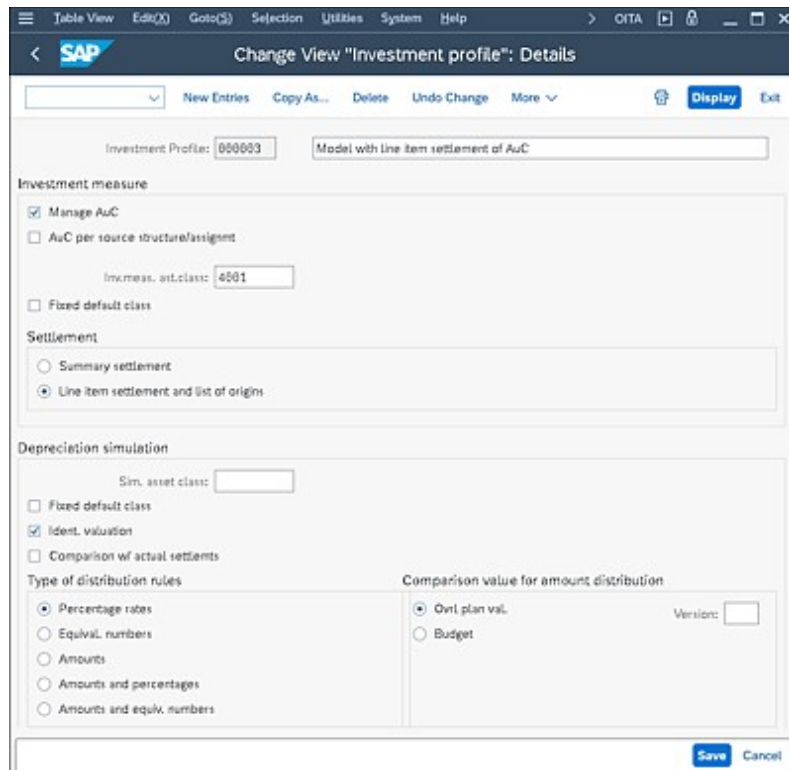 Table View Edit(X) Goto(S) Selection Utilities System Help > OITA
< SAP Change View "Investment profile": Details
New Entries Copy As... Delete Undo Change More Display Exit
Investment Profile: 000003 Model with line item settlement of AuC
Investment measure
Manage AuC
AuC per source structure/assignmt
Inv.meas. ast.class: 4001
Fixed default class
Settlement
Summary settlement
Line item settlement and list of origins
Depreciation simulation
Sim. asset class:
Fixed default class
Ident. valuation
Comparison w/ actual settlemts
Type of distribution rules Comparison value for amount distribution
Percentage rates Ovrl plan val. Version:
Equival. numbers Budget
Amounts
Amounts and percentages
Amounts and equiv. numbers
Save Cancel